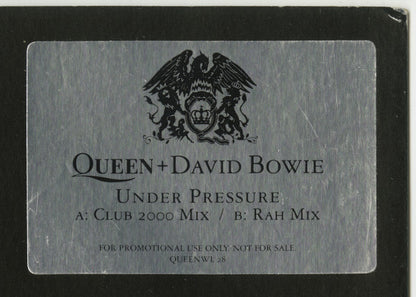 QUEEN+DAVID BOWIE
UNDER PRESSURE
A: CLUB 2000 MIX / B: RAH MIX
FOR PROMOTIONAL USE ONLY. NOT FOR SALE.
QUEENWL 28